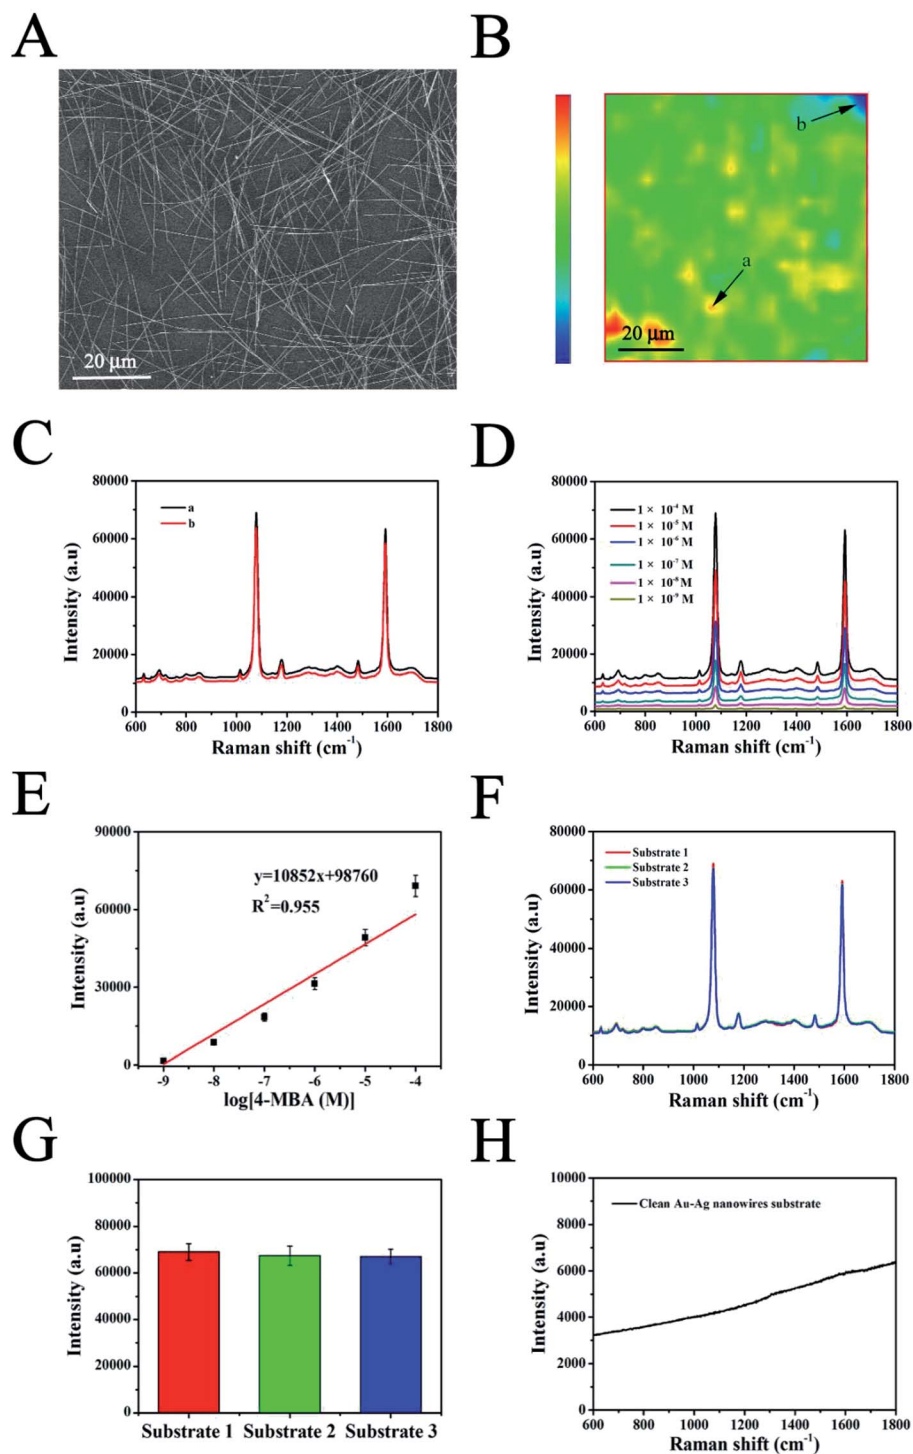 A
B
20 μm
b
a
20 μm
C
D
80000
60000
40000
20000
0
Intensity (a.u)
a
b
600 800 1000 1200 1400 1600 1800
Raman shift (cm⁻¹)
80000
60000
40000
20000
0
Intensity (a.u)
1 × 10⁻⁴ M
1 × 10⁻⁵ M
1 × 10⁻⁶ M
1 × 10⁻⁷ M
1 × 10⁻⁸ M
1 × 10⁻⁹ M
600 800 1000 1200 1400 1600 1800
Raman shift (cm⁻¹)
E
F
90000
60000
30000
0
Intensity (a.u)
y=10852x+98760
R²=0.955
-9 -8 -7 -6 -5 -4
log[4-MBA (M)]
80000
60000
40000
20000
0
Intensity (a.u)
Substrate 1
Substrate 2
Substrate 3
600 800 1000 1200 1400 1600 1800
Raman shift (cm⁻¹)
G
H
100000
80000
60000
40000
20000
0
Intensity (a.u)
Substrate 1 Substrate 2 Substrate 3
10000
8000
6000
4000
2000
0
Intensity (a.u)
Clean Au-Ag nanowires substrate
600 800 1000 1200 1400 1600 1800
Raman shift (cm⁻¹)